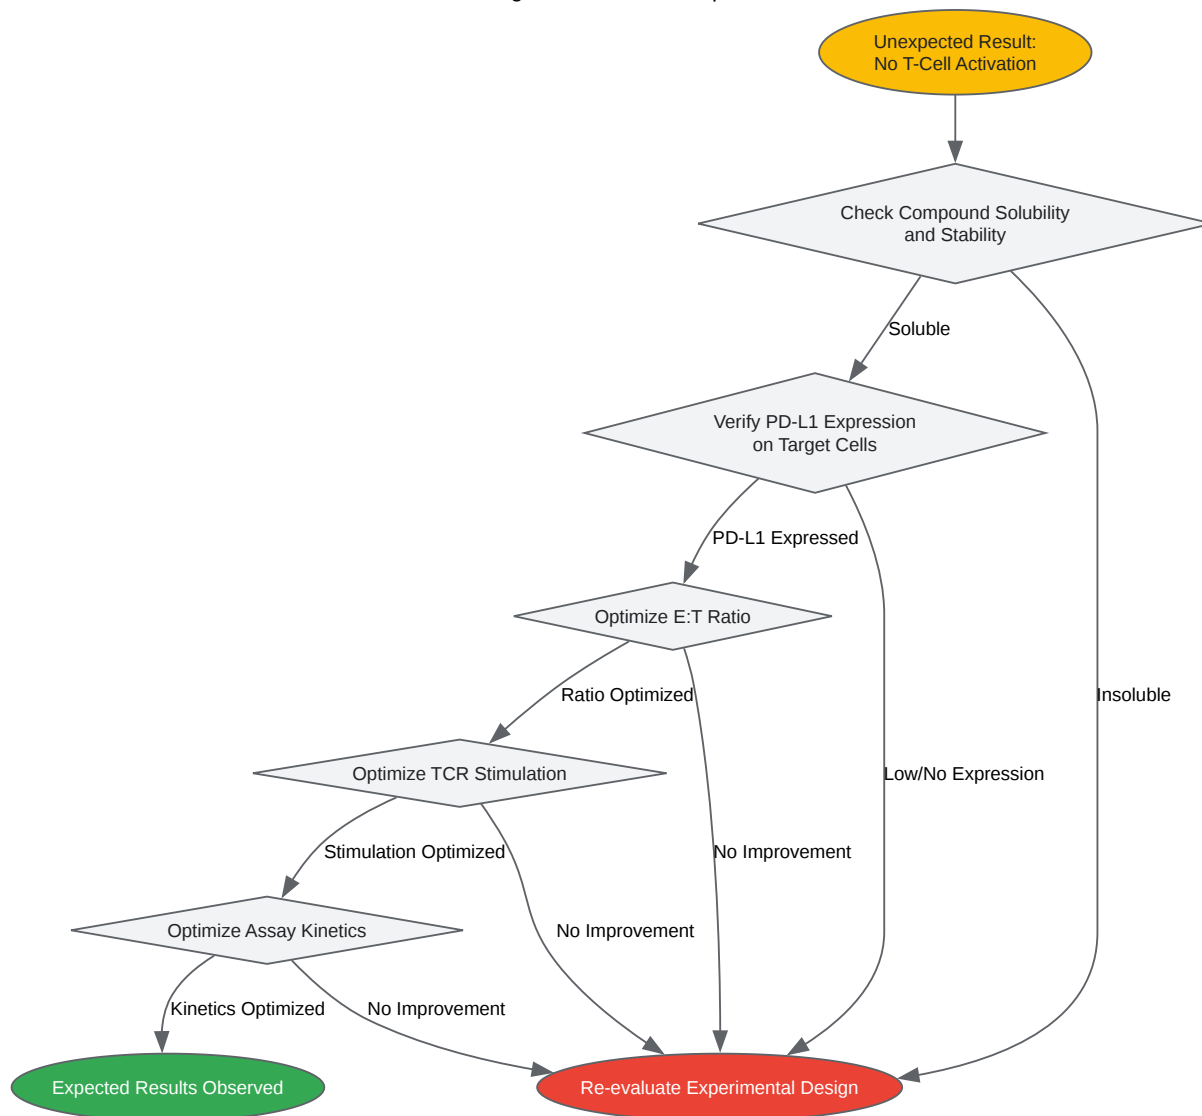 Unexpected Result:
No T-Cell Activation
Check Compound Solubility
and Stability
Soluble
Verify PD-L1 Expression
on Target Cells
PD-L1 Expressed
Optimize E:T Ratio
Ratio Optimized
Insoluble
Optimize TCR Stimulation
Low/No Expression
Stimulation Optimized
No Improvement
Optimize Assay Kinetics
No Improvement
Kinetics Optimized
No Improvement
Expected Results Observed
Re-evaluate Experimental Design